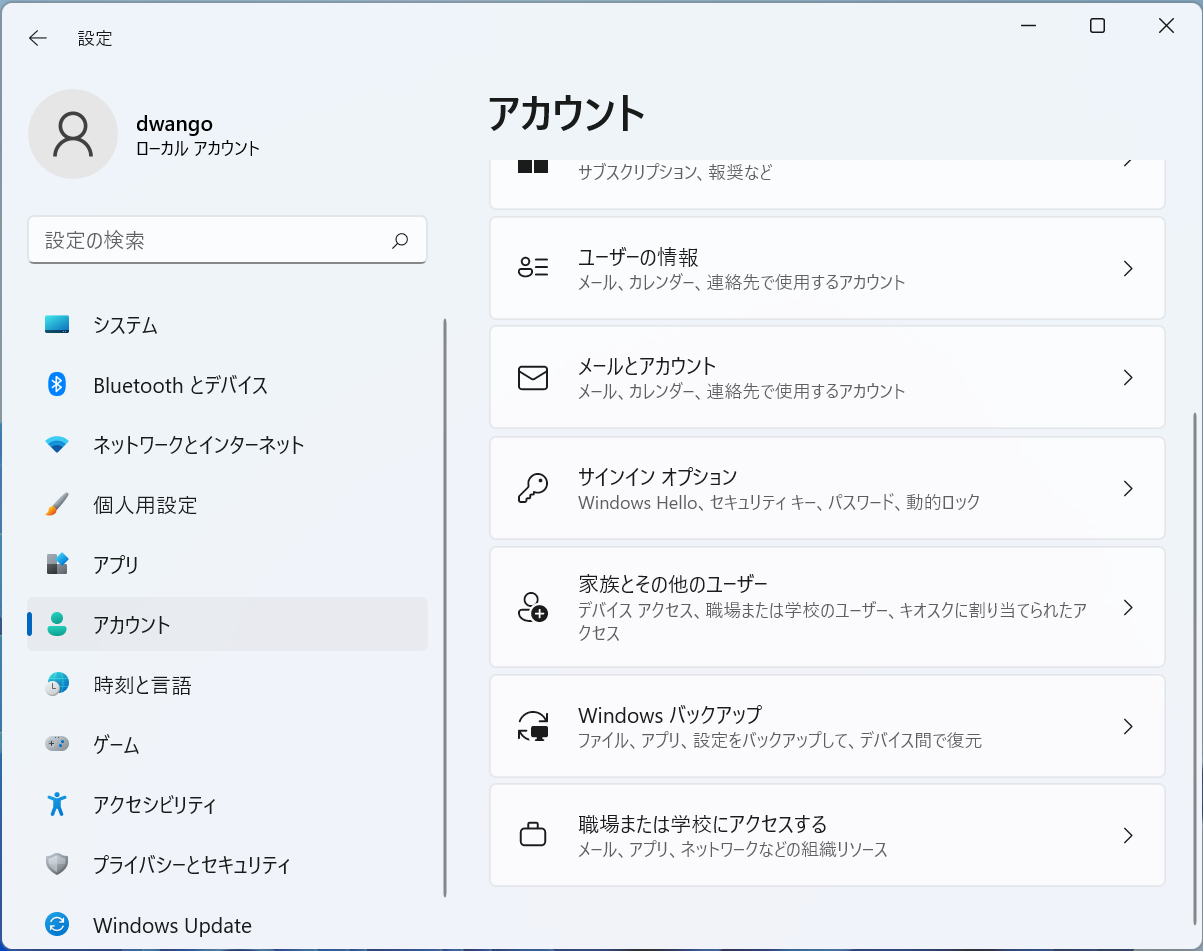 設定
dwango
ローカル アカウント
設定の検索
システム
Bluetooth とデバイス
ネットワークとインターネット
個人用設定
アプリ
アカウント
時刻と言語
ゲーム
アクセシビリティ
プライバシーとセキュリティ
Windows Update
アカウント
サブスクリプション、報奨など
ユーザーの情報
メール、カレンダー、連絡先で使用するアカウント
メールとアカウント
メール、カレンダー、連絡先で使用するアカウント
サインイン オプション
Windows Hello、セキュリティ キー、パスワード、動的ロック
家族とその他のユーザー
デバイス アクセス、職場または学校のユーザー、キオスクに割り当てられたア
クセス
Windows バックアップ
ファイル、アプリ、設定をバックアップして、デバイス間で復元
職場または学校にアクセスする
メール、アプリ、ネットワークなどの組織リソース